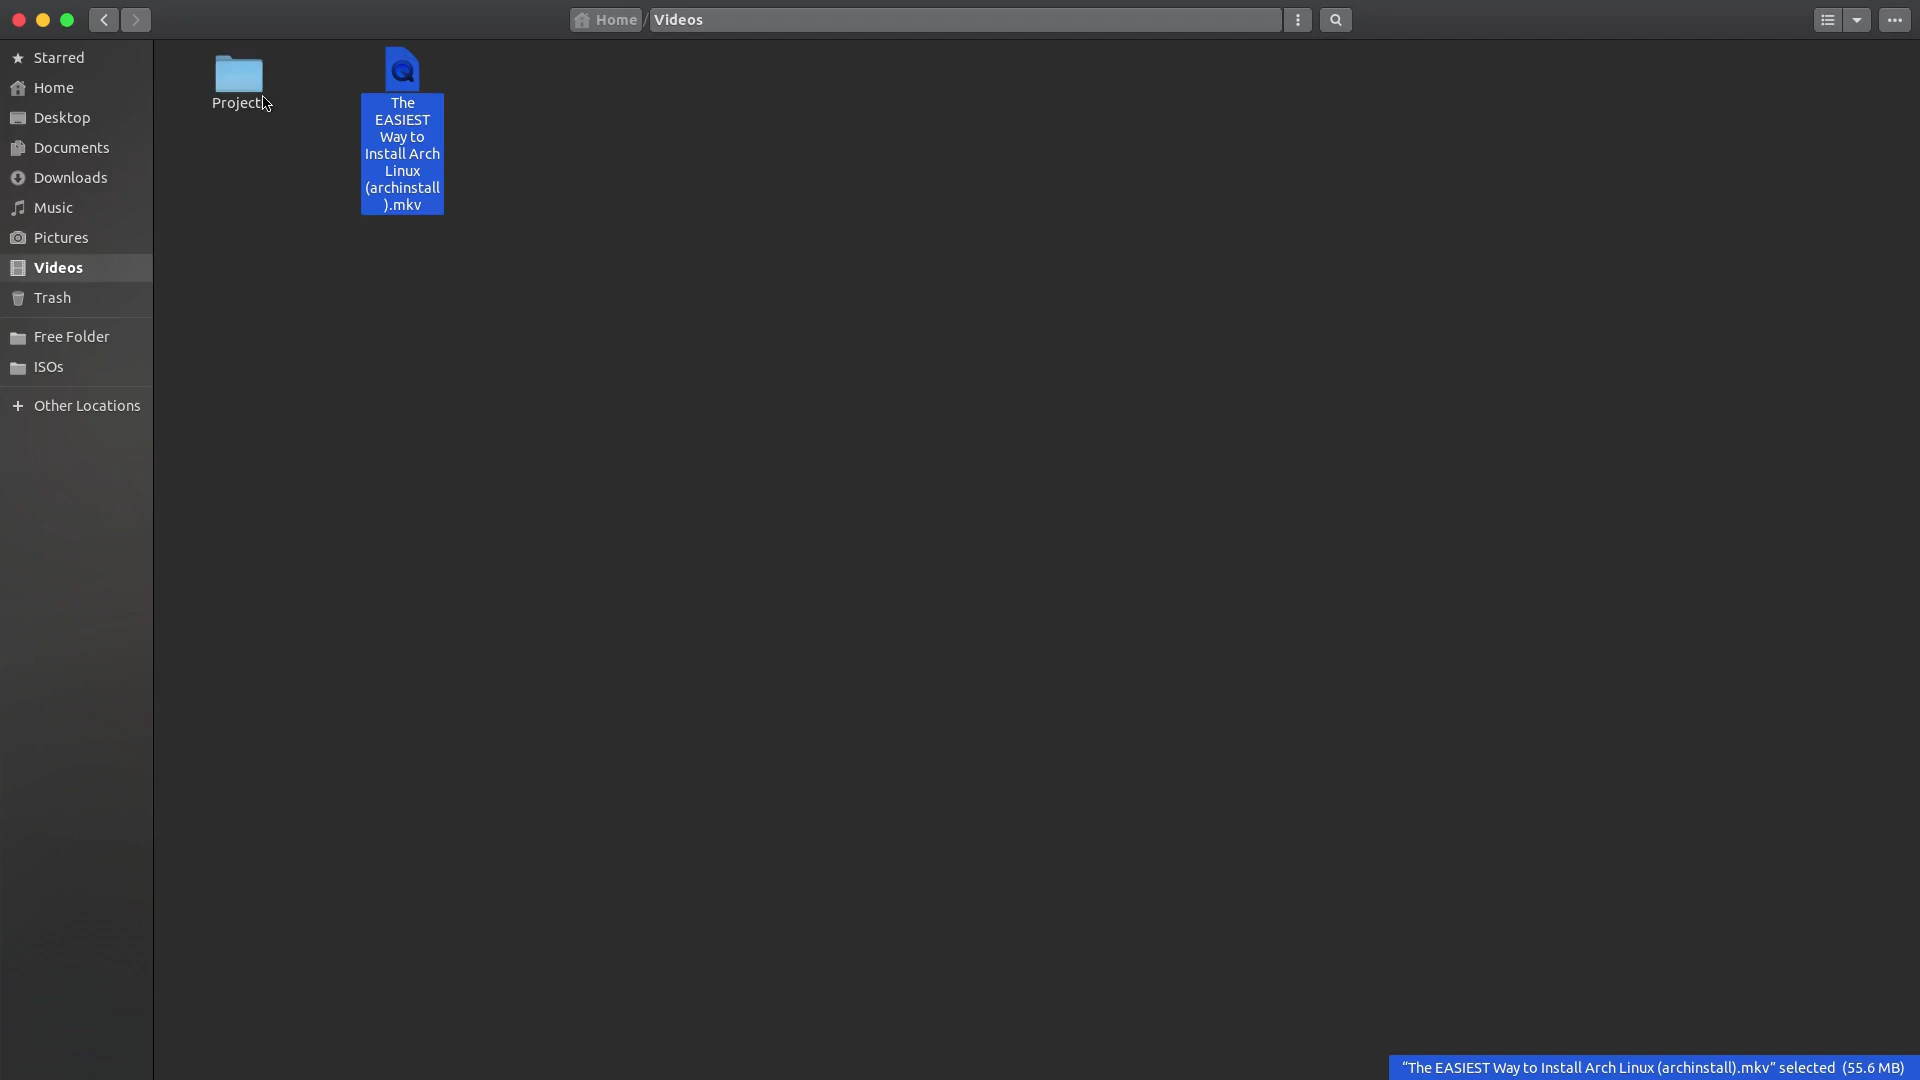 Home / Videos
Starred
Home
Desktop
Documents
Downloads
Music
Pictures
Videos
Trash
Free Folder
ISOs
+ Other Locations
Project
The
EASIEST
Way to
Install Arch
Linux
(archinstall
).mkv
“The EASIEST Way to Install Arch Linux (archinstall).mkv” selected (55.6 MB)